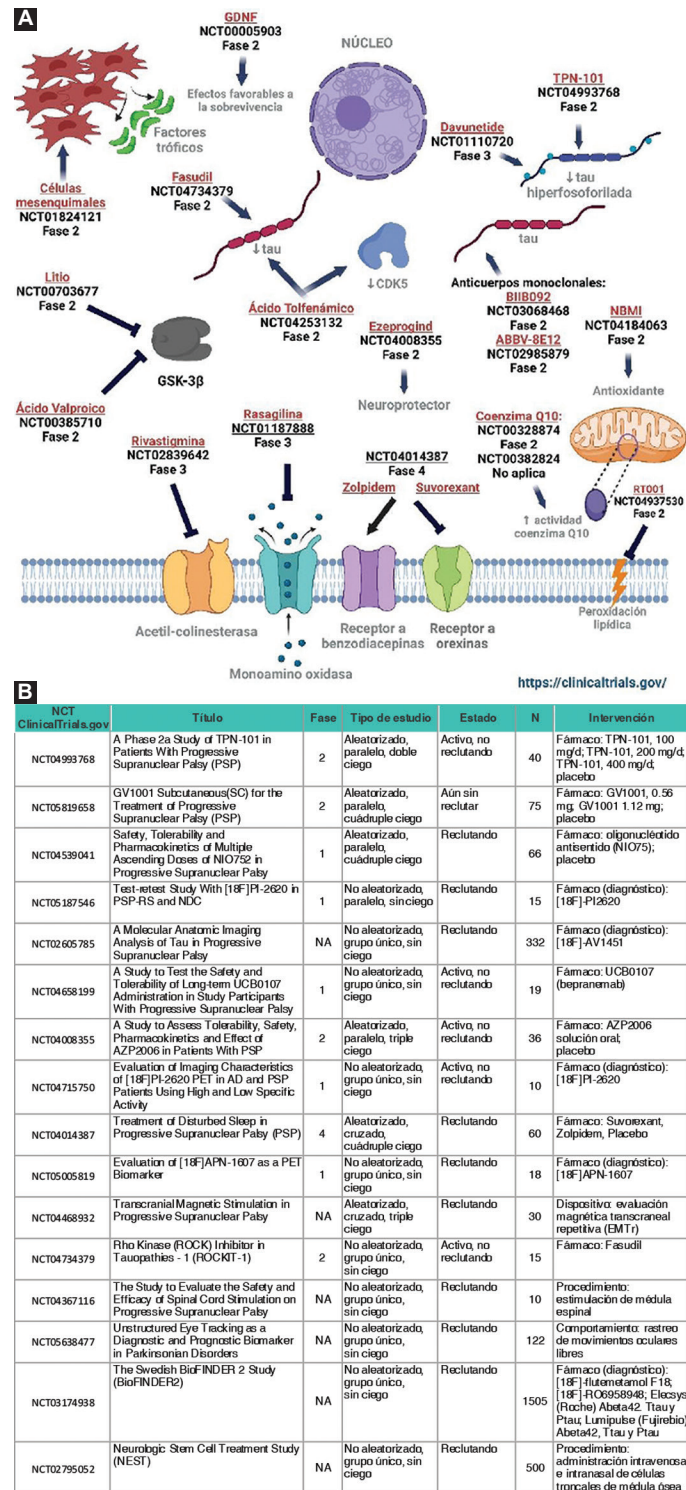 A
GDNF
NCT00005903
Fase 2
Efectos favorables a
la sobrevivencia
NÚCLEO
TPN-101
NCT04993768
Fase 2
Factores
tróficos
Davunetide
NCT01110720
Fase 3
↓ tau
hiperfosoforilada
Células
mesenquimales
NCT01824121
Fase 2
Fasudil
NCT04734379
Fase 2
↓tau
↓CDK5
tau
Litio
NCT00703677
Fase 2
Ácido Tolfenámico
NCT04253132
Fase 2
Anticuerpos monoclonales:
BIIB092
NCT03068468
Fase 2
ABBV-8E12
NCT02985879
Fase 2
NBMI
NCT04184063
Fase 2
Ezeprogind
NCT04008355
Fase 2
Neuroprotector
GSK-3β
Antioxidante
Ácido Valproico
NCT00385710
Fase 2
Rivastigmina
NCT02839642
Fase 3
Rasagilina
NCT01187888
Fase 3
NCT04014387
Fase 4
Zolpidem
Suvorexant
Coenzima Q10:
NCT00328874
Fase 2
NCT00382824
No aplica
↑ actividad
coenzima Q10
RT001
NCT04937530
Fase 2
Acetil-colinesterasa
Monoamino oxidasa
Receptor a
benzodiacepinas
Receptor a
orexinas
Peroxidación
lipídica
https://clinicaltrials.gov/
B
NCT
ClinicalTrials.gov
Título
Fase
Tipo de estudio
Estado
N
Intervención
NCT04993768
A Phase 2a Study of TPN-101 in
Patients With Progressive
Supranuclear Palsy (PSP)
2
Aleatorizado,
paralelo, doble
ciego
Activo, no
reclutando
40
Fármaco: TPN-101, 100
mg/d; TPN-101, 200 mg/d;
TPN-101, 400 mg/d;
placebo
NCT05819658
GV1001 Subcutaneous(SC) for the
Treatment of Progressive
Supranuclear Palsy (PSP)
2
Aleatorizado,
paralelo,
cuádruple ciego
Aún sin
reclutar
75
Fármaco: GV1001, 0.56
mg; GV1001 1.12 mg;
placebo
NCT04539041
Safety, Tolerability and
Pharmacokinetics of Multiple
Ascending Doses of NIO752 in
Progressive Supranuclear Palsy
1
Aleatorizado,
paralelo,
cuádruple ciego
Reclutando
66
Fármaco: oligonucleótido
antisentido (NIO75);
placebo
NCT05187546
Test-retest Study With [18F]PI-2620 in
PSP-RS and NDC
1
No aleatorizado,
paralelo, sin ciego
Reclutando
15
Fármaco (diagnóstico):
[18F]-PI2620
NCT02605785
A Molecular Anatomic Imaging
Analysis of Tau in Progressive
Supranuclear Palsy
NA
No aleatorizado,
grupo único, sin
ciego
Reclutando
332
Fármaco (diagnóstico):
[18F]-AV1451
NCT04658199
A Study to Test the Safety and
Tolerability of Long-term UCB0107
Administration in Study Participants
With Progressive Supranuclear Palsy
1
No aleatorizado,
grupo único, sin
ciego
Activo, no
reclutando
19
Fármaco: UCB0107
(bepranemab)
NCT04008355
A Study to Assess Tolerability, Safety,
Pharmacokinetics and Effect of
AZP2006 in Patients With PSP
2
Aleatorizado,
paralelo, triple
ciego
Activo, no
reclutando
36
Fármaco: AZP2006
solución oral;
placebo
NCT04715750
Evaluation of Imaging Characteristics
of [18F]PI-2620 PET in AD and PSP
Patients Using High and Low Specific
Activity
1
No aleatorizado,
grupo único, sin
ciego
Activo, no
reclutando
10
Fármaco (diagnóstico):
[18F]PI-2620
NCT04014387
Treatment of Disturbed Sleep in
Progressive Supranuclear Palsy (PSP)
4
Aleatorizado,
cruzado,
cuádruple ciego
Reclutando
60
Fármaco: Suvorexant,
Zolpidem, Placebo
NCT05005819
Evaluation of [18F]APN-1607 as a PET
Biomarker
1
No aleatorizado,
grupo único, sin
ciego
Reclutando
18
Fármaco (diagnóstico):
[18F]APN-1607
NCT04468932
Transcranial Magnetic Stimulation in
Progressive Supranuclear Palsy
NA
Aleatorizado,
cruzado, triple
ciego
Reclutando
30
Dispositivo: evaluación
magnética transcraneal
repetitiva (EMTr)
NCT04734379
Rho Kinase (ROCK) Inhibitor in
Tauopathies - 1 (ROCKIT-1)
2
No aleatorizado,
grupo único,
sin ciego
Activo, no
reclutando
15
Fármaco: Fasudil
NCT04367116
The Study to Evaluate the Safety and
Efficacy of Spinal Cord Stimulation on
Progressive Supranuclear Palsy
NA
No aleatorizado,
grupo único,
sin ciego
Reclutando
10
Procedimiento:
estimulación de médula
espinal
NCT05638477
Unstructured Eye Tracking as a
Diagnostic and Prognostic Biomarker
in Parkinsonian Disorders
NA
No aleatorizado,
grupo único,
sin ciego
Reclutando
122
Comportamiento: rastreo
de movimientos oculares
libres
NCT03174938
The Swedish BioFINDER 2 Study
(BioFINDER2)
NA
No aleatorizado,
grupo único,
sin ciego
Reclutando
1505
Fármaco (diagnóstico):
[18F]-flutemetamol F18;
[18F]-RO6958948; Elecsys
(Roche) Abeta42. Ttau y
Ptau; Lumipulse (Fujirebio)
Abeta42, Ttau y Ptau
NCT02795052
Neurologic Stem Cell Treatment Study
(NEST)
NA
No aleatorizado,
grupo único, sin
ciego
Reclutando
500
Procedimiento:
administración intravenosa
e intranasal de células
troncales de médula ósea